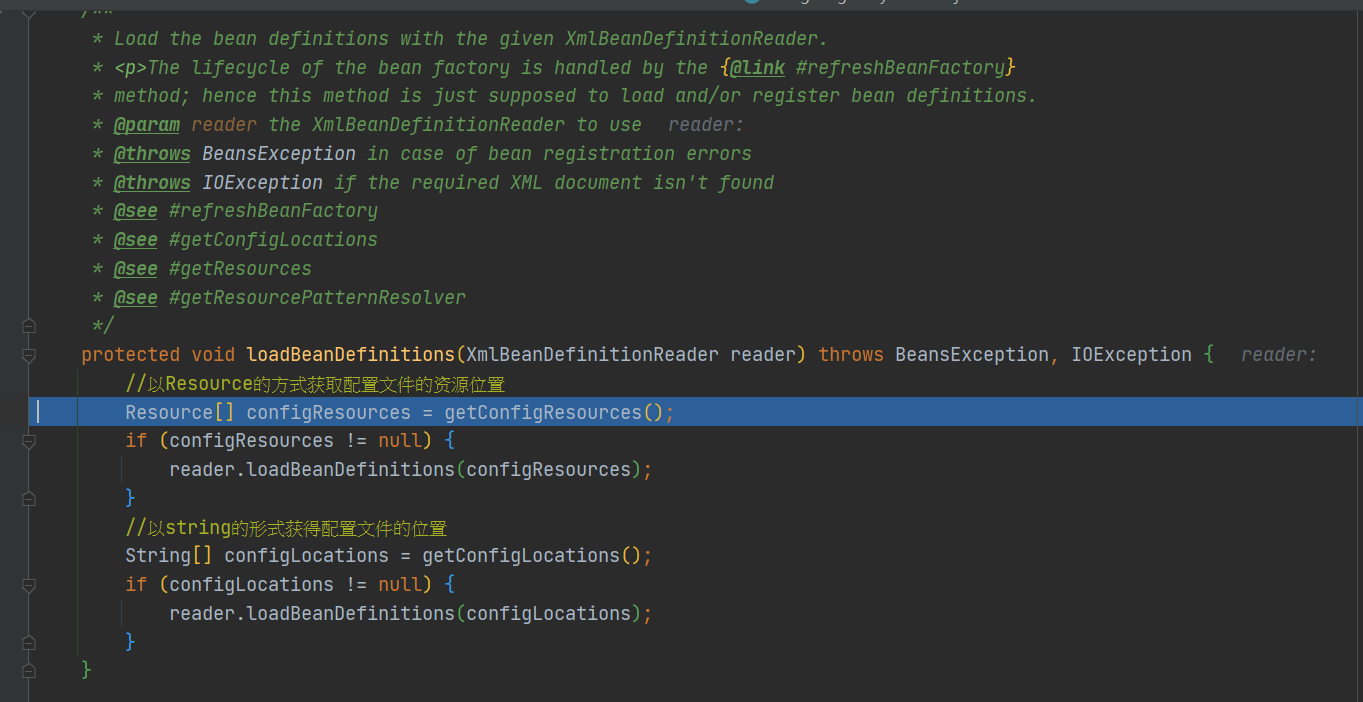 /**
* Load the bean definitions with the given XmlBeanDefinitionReader.
* <p>The lifecycle of the bean factory is handled by the {@link #refreshBeanFactory}
* method; hence this method is just supposed to load and/or register bean definitions.
* @param reader the XmlBeanDefinitionReader to use reader:
* @throws BeansException in case of bean registration errors
* @throws IOException if the required XML document isn't found
* @see #refreshBeanFactory
* @see #getConfigLocations
* @see #getResources
* @see #getResourcePatternResolver
*/
protected void loadBeanDefinitions(XmlBeanDefinitionReader reader) throws BeansException, IOException { reader:
//以Resource的方式获取配置文件的资源位置
Resource[] configResources = getConfigResources();
if (configResources != null) {
reader.loadBeanDefinitions(configResources);
}
//以string的形式获得配置文件的位置
String[] configLocations = getConfigLocations();
if (configLocations != null) {
reader.loadBeanDefinitions(configLocations);
}
}